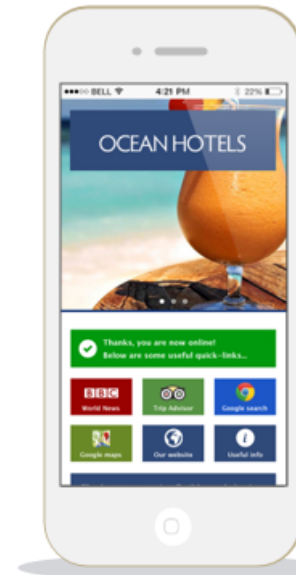 BELL 4:21 PM 22%
OCEAN HOTELS
Thanks, you are now online!
Below are some useful quick-links...
BBC
World News
Trip Advisor
Google search
Google maps
Our website
Useful info